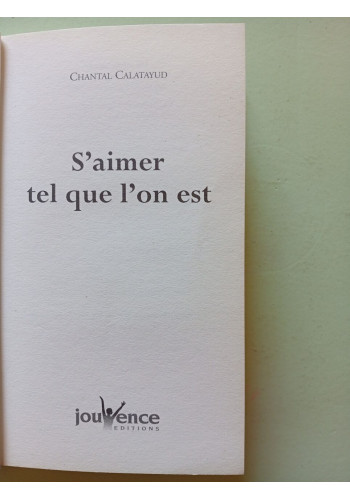 CHANTAL CALATAYUD
S'aimer
tel que l'on est
jouvence
EDITIONS